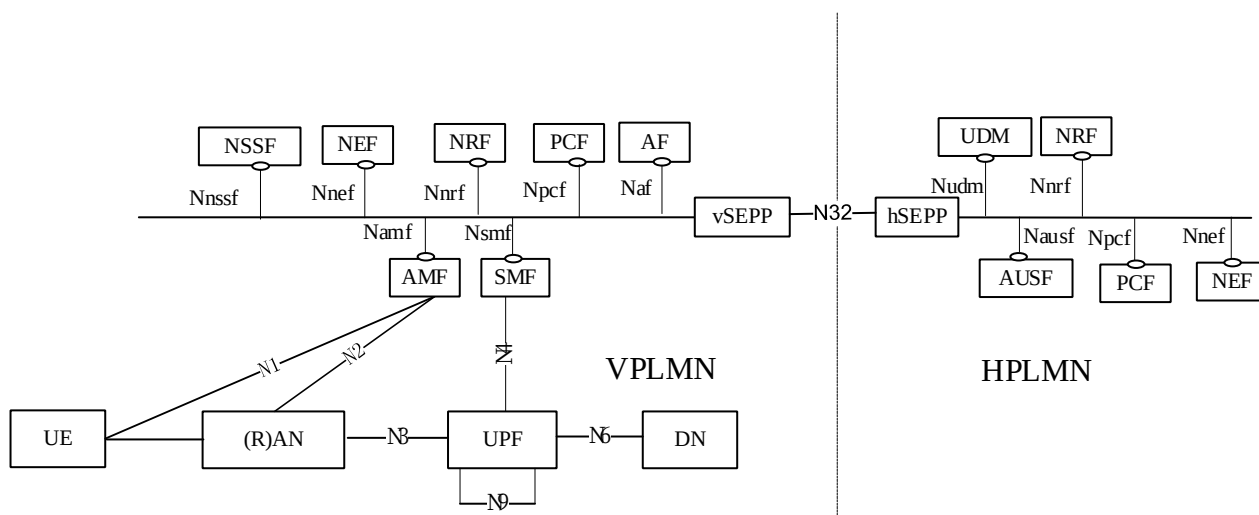 NSSF
NEF
NRF
PCF
AF
UDM
NRF
Nnssf
Nnef
Nnrf
Npcf
Naf
Nudm
Nnrf
vSEPP
N32
hSEPP
Namf
Nsmf
Nausf
Npcf
Nnef
AMF
SMF
AUSF
PCF
NEF
N1
N2
N4
VPLMN
HPLMN
UE
(R)AN
N3
UPF
N6
DN
N9